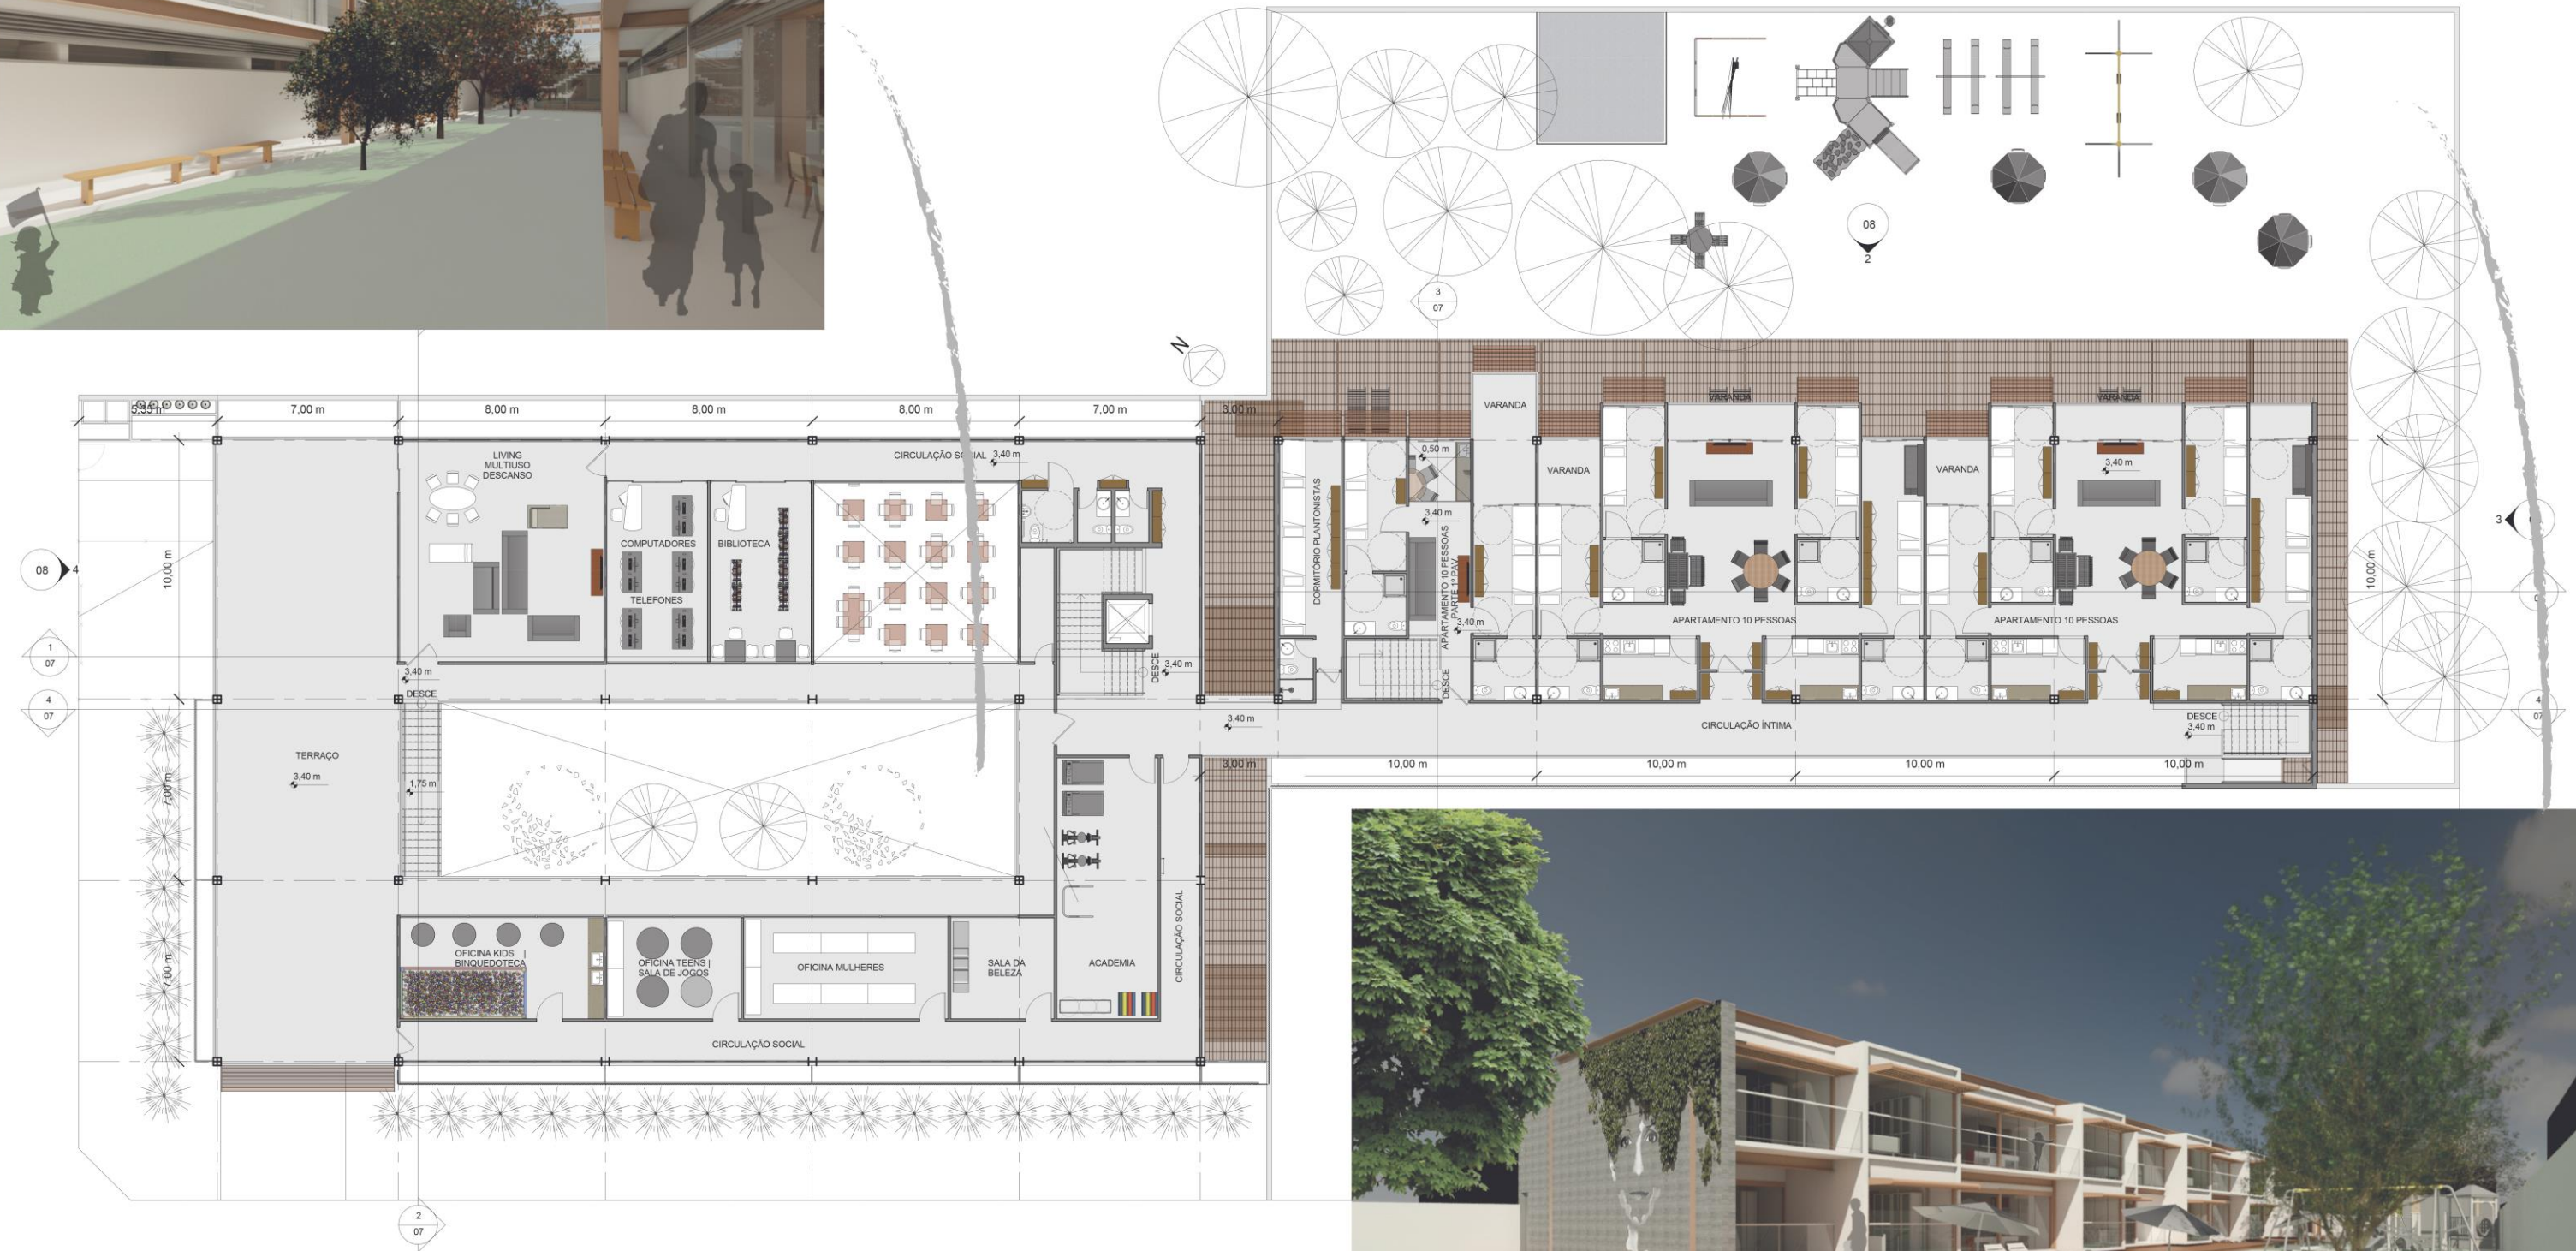 N
08
2
3
07
5,35 m
7,00 m
8,00 m
8,00 m
8,00 m
7,00 m
3,00 m
LIVING
MULTIUSO
DESCANSO
CIRCULAÇÃO SOCIAL
3,40 m
COMPUTADORES
TELEFONES
BIBLIOTECA
10,00 m
08
4
1
07
4
07
3,40 m
DESCE
DESCE
3,40 m
TERRAÇO
3,40 m
1,75 m
7,00 m
7,00 m
OFICINA KIDS |
BINQUEDOTECA
OFICINA TEENS |
SALA DE JOGOS
OFICINA MULHERES
SALA DA
BELEZA
ACADEMIA
CIRCULAÇÃO SOCIAL
CIRCULAÇÃO SOCIAL
2
07
VARANDA
VARANDA
VARANDA
VARANDA
VARANDA
0,50 m
3,40 m
3,40 m
DORMITÓRIO PLANTONISTAS
APARTAMENTO 10 PESSOAS
PARTE 1º PAV.
3,40 m
APARTAMENTO 10 PESSOAS
APARTAMENTO 10 PESSOAS
DESCE
3,40 m
CIRCULAÇÃO ÍNTIMA
DESCE
3,40 m
3,00 m
10,00 m
10,00 m
10,00 m
10,00 m
10,00 m
3
4
07